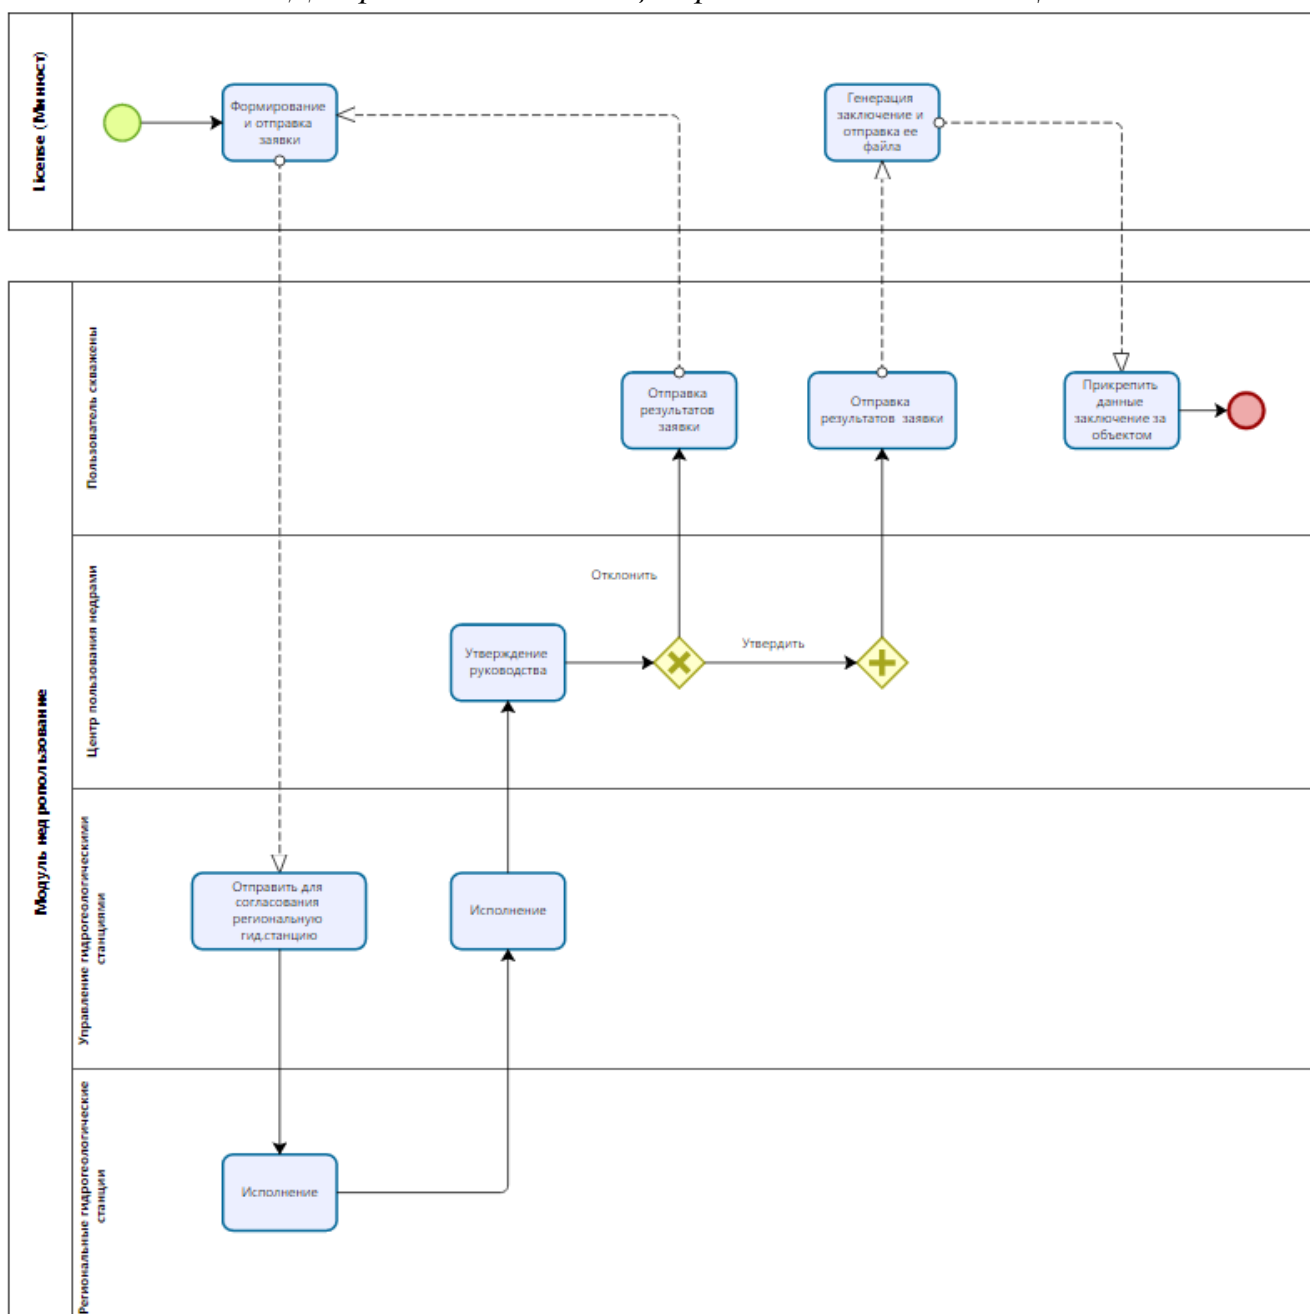 License (Минюст)
Формирование
и отправка
заявки
Генерация
заключение и
отправка ее
файла
Модуль недропользование
Пользователь скважены
Отправка
результатов
заявки
Отправка
результатов заявки
Прикрепить
данные
заключение за
объектом
Центр пользования недрами
Отклонить
Утверждение
руководства
Утвердить
Управление гидрогеологическими
станциями
Отправить для
согласования
региональную
гид.станцию
Исполнение
Региональные гидрогеологические
станции
Исполнение